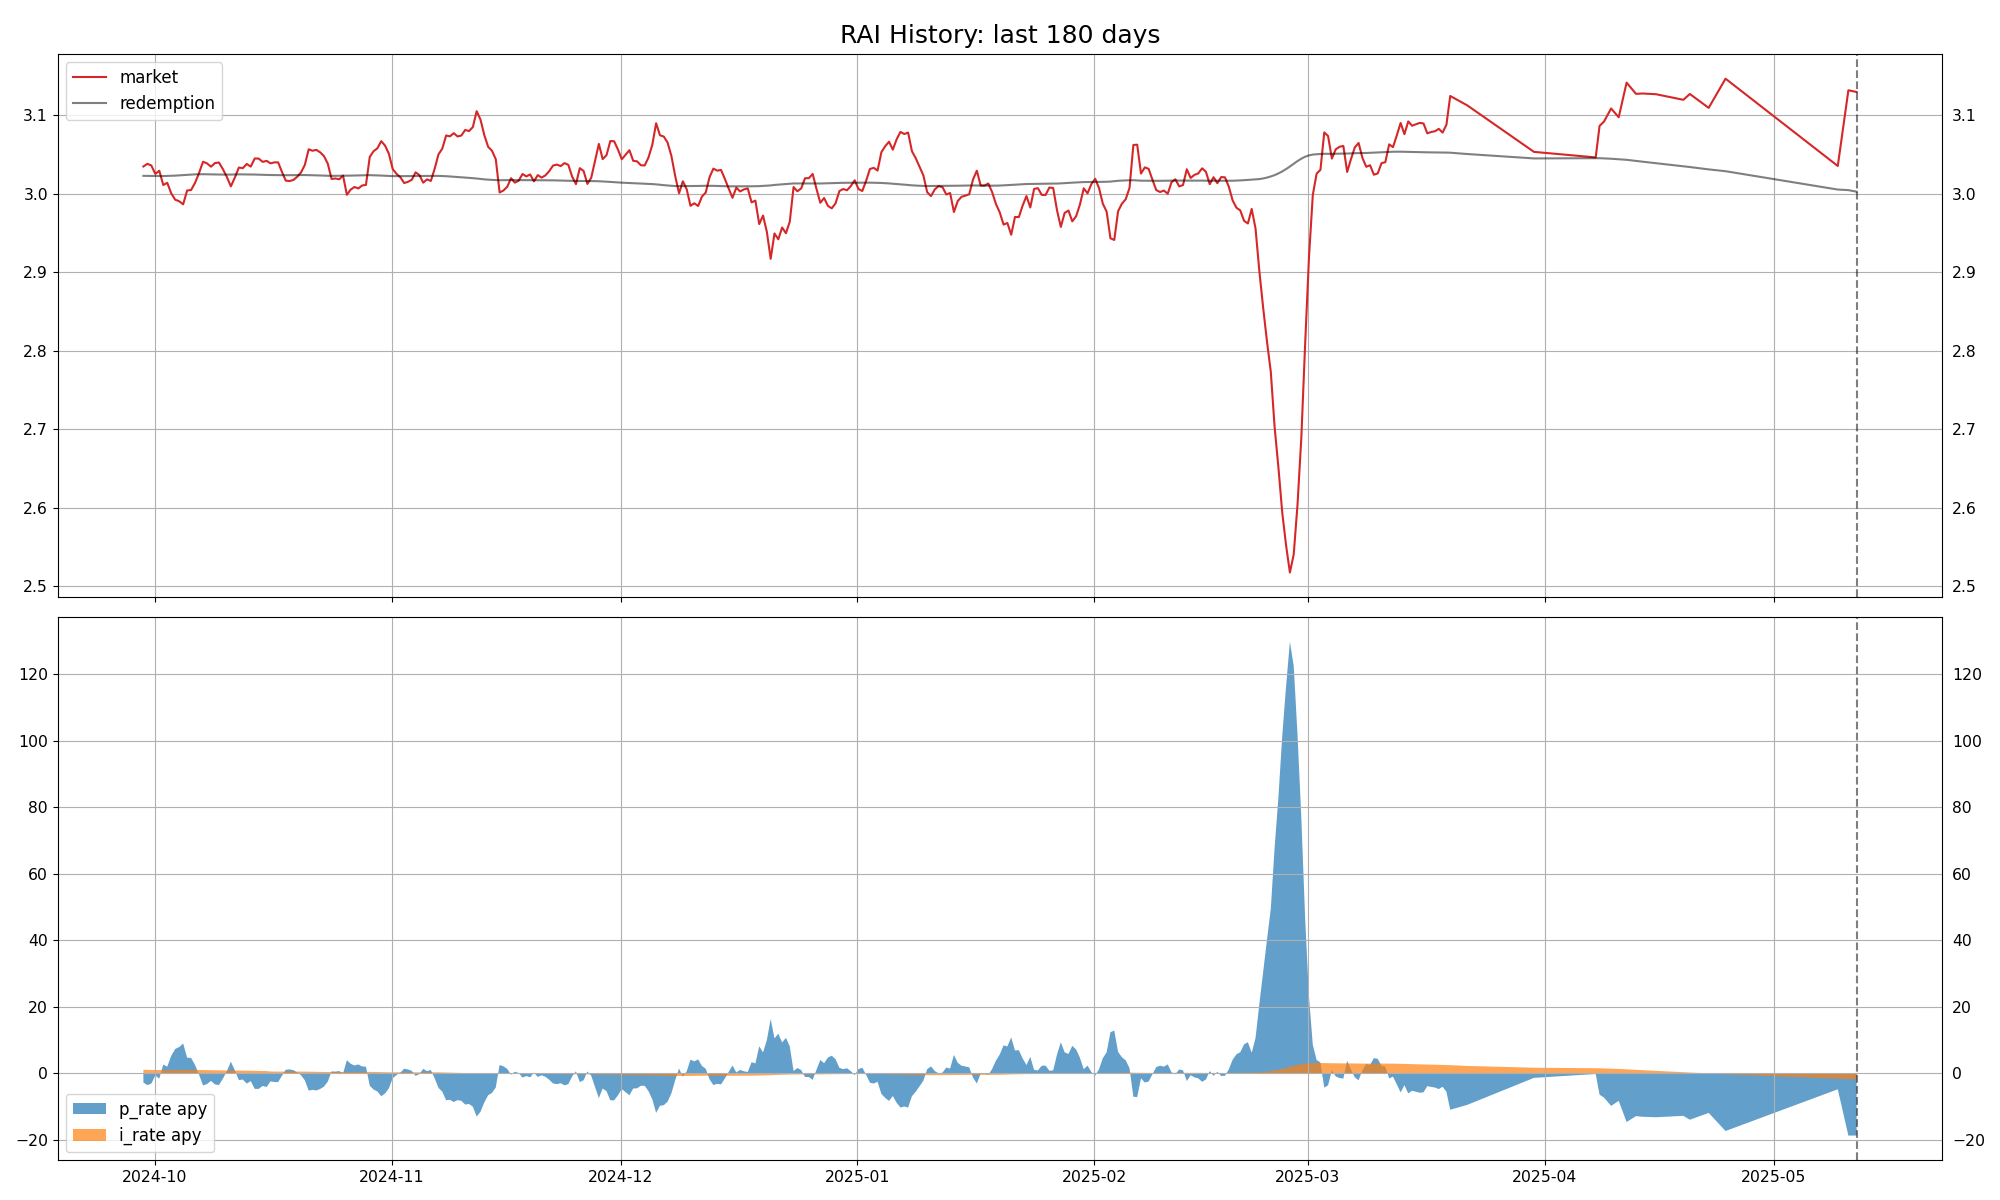 RAI History: last 180 days
market
redemption
3.1 3.1
3.0 3.0
2.9 2.9
2.8 2.8
2.7 2.7
2.6 2.6
2.5 2.5
120 120
100 100
80 80
60 60
40 40
20 20
0 0
−20 −20
p_rate apy
i_rate apy
2024-10 2024-11 2024-12 2025-01 2025-02 2025-03 2025-04 2025-05